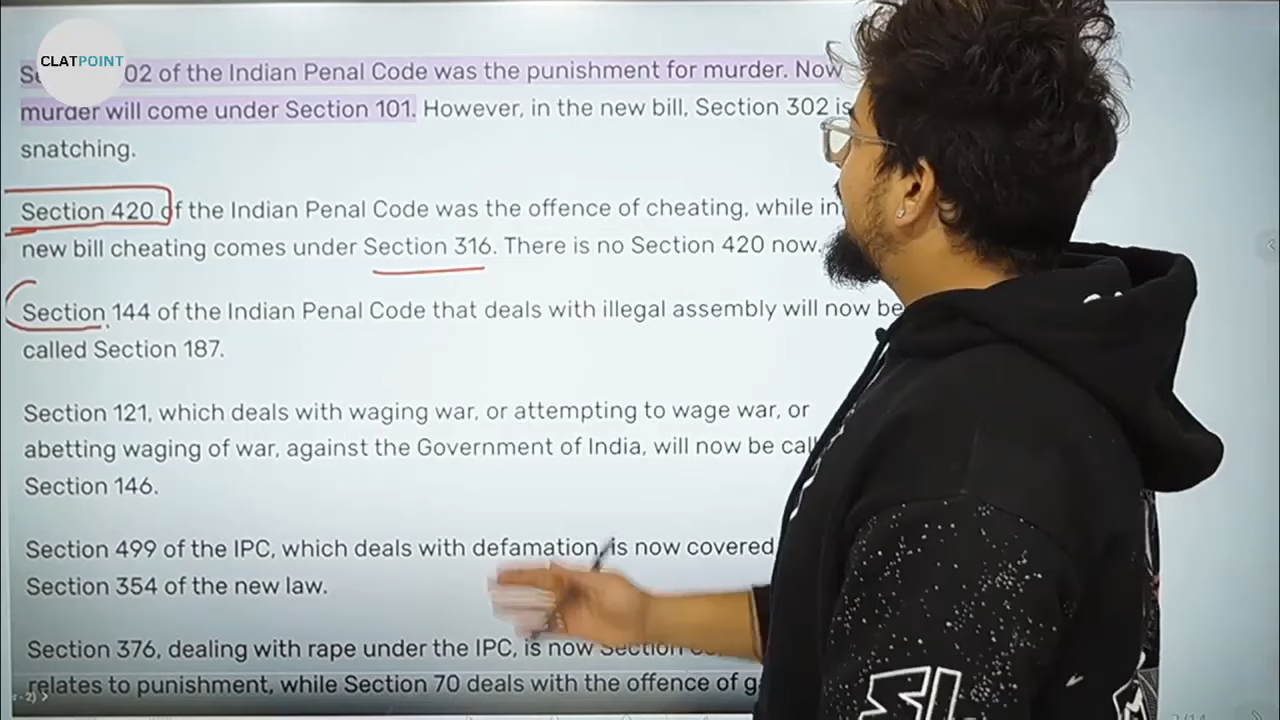 CLATPOINT
02 of the Indian Penal Code was the punishment for murder. Now
murder will come under Section 101. However, in the new bill, Section 302 is
snatching.
Section 420 of the Indian Penal Code was the offence of cheating, while in
new bill cheating comes under Section 316. There is no Section 420 now.
Section 144 of the Indian Penal Code that deals with illegal assembly will now be
called Section 187.
Section 121, which deals with waging war, or attempting to wage war, or
abetting waging of war, against the Government of India, will now be
Section 146.
Section 499 of the IPC, which deals with defamation, is now covered
Section 354 of the new law.
Section 376, dealing with rape under the IPC, is now Section
relates to punishment, while Section 70 deals with the offence of